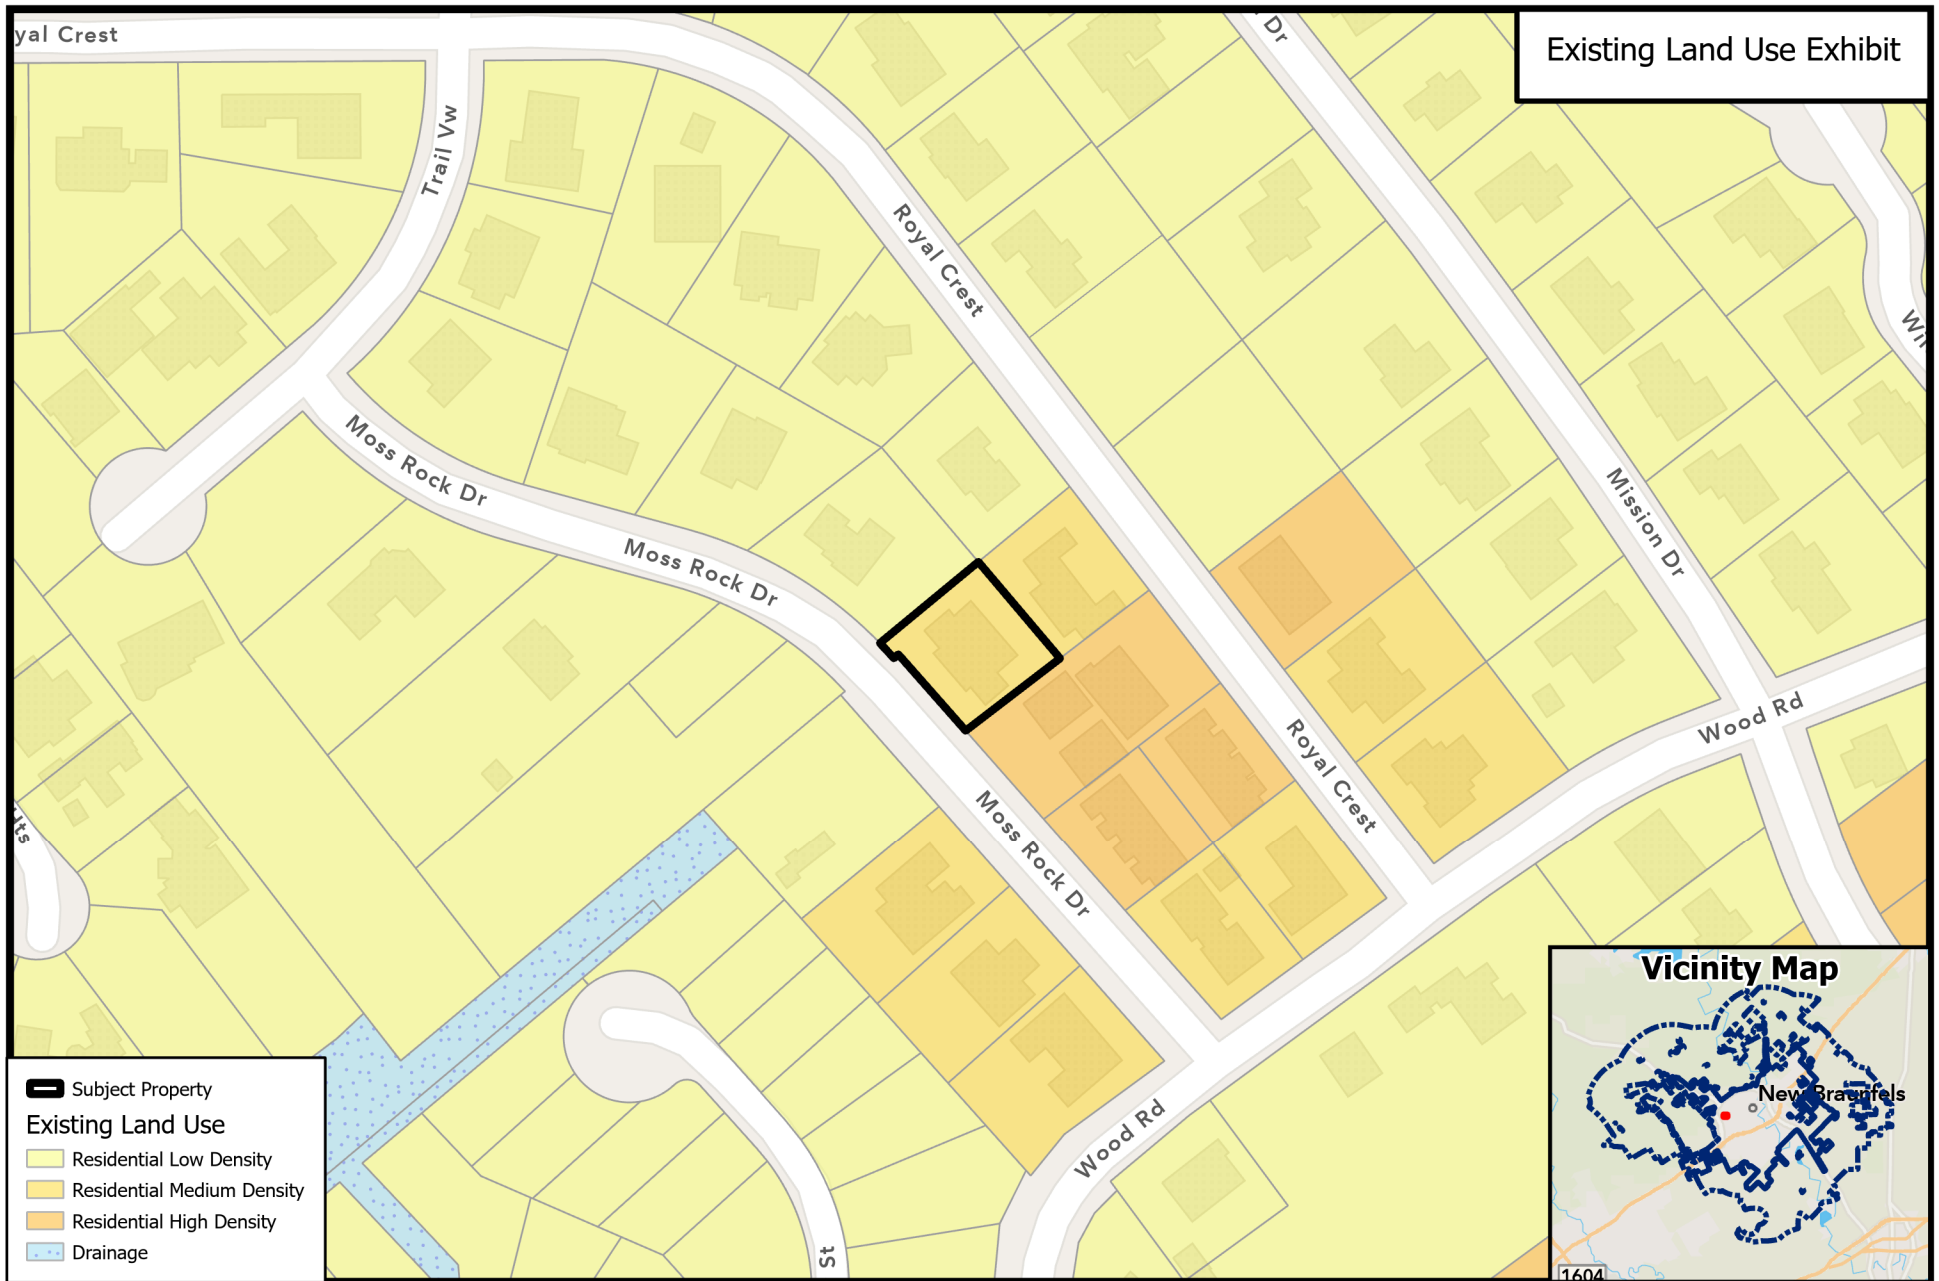 yal Crest
Dr
Existing Land Use Exhibit
Trail Vw
Royal Crest
Moss Rock Dr
Moss Rock Dr
Mission Dr
Wood Rd
Royal Crest
Moss Rock Dr
Wood Rd
St
Subject Property
Existing Land Use
Residential Low Density
Residential Medium Density
Residential High Density
Drainage
Vicinity Map
New Braunfels
1604